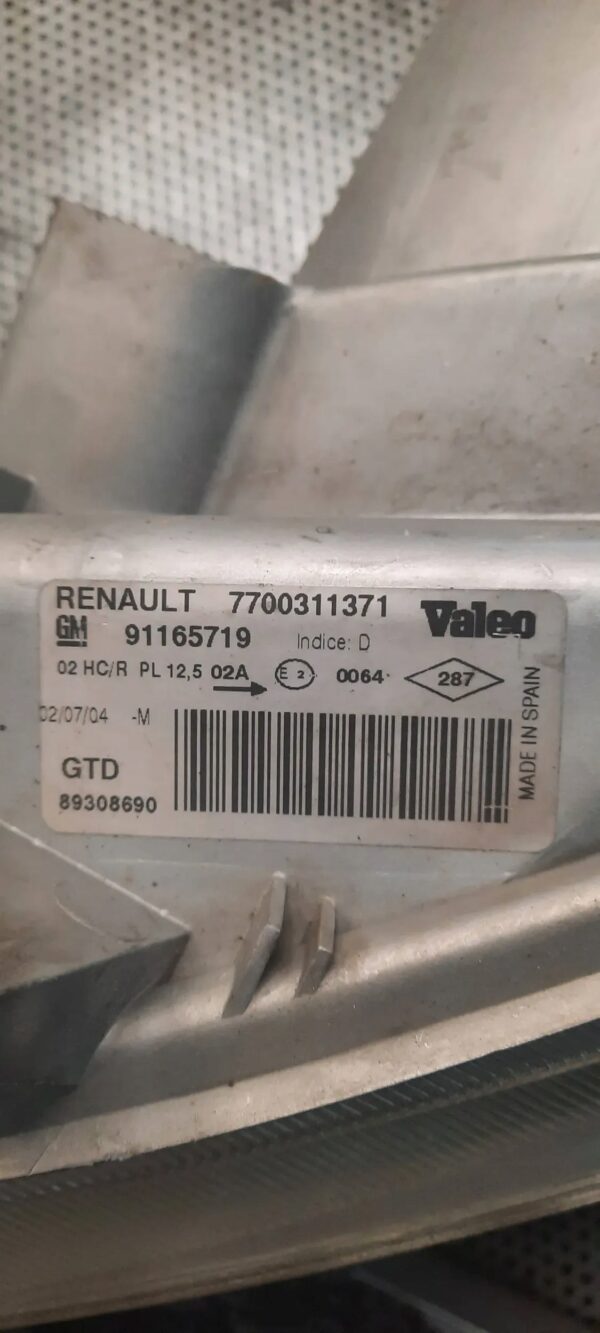 RENAULT 7700311371 Valeo
GM 91165719 Indice: D
02 HC/R PL 12,5 02A E 2 0064 287
02/07/04 -M
GTD
89308690
MADE IN SPAIN